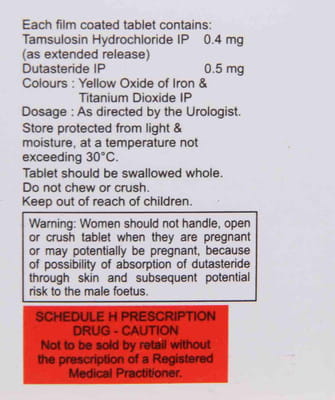 Each film coated tablet contains:
Tamsulosin Hydrochloride IP 0.4 mg
(as extended release)
Dutasteride IP 0.5 mg
Colours : Yellow Oxide of Iron &
Titanium Dioxide IP
Dosage : As directed by the Urologist.
Store protected from light &
moisture, at a temperature not
exceeding 30°C.
Tablet should be swallowed whole.
Do not chew or crush.
Keep out of reach of children.
Warning: Women should not handle, open
or crush tablet when they are pregnant
or may potentially be pregnant, because
of possibility of absorption of dutasteride
through skin and subsequent potential
risk to the male foetus.
SCHEDULE H PRESCRIPTION
DRUG - CAUTION
Not to be sold by retail without
the prescription of a Registered
Medical Practitioner.